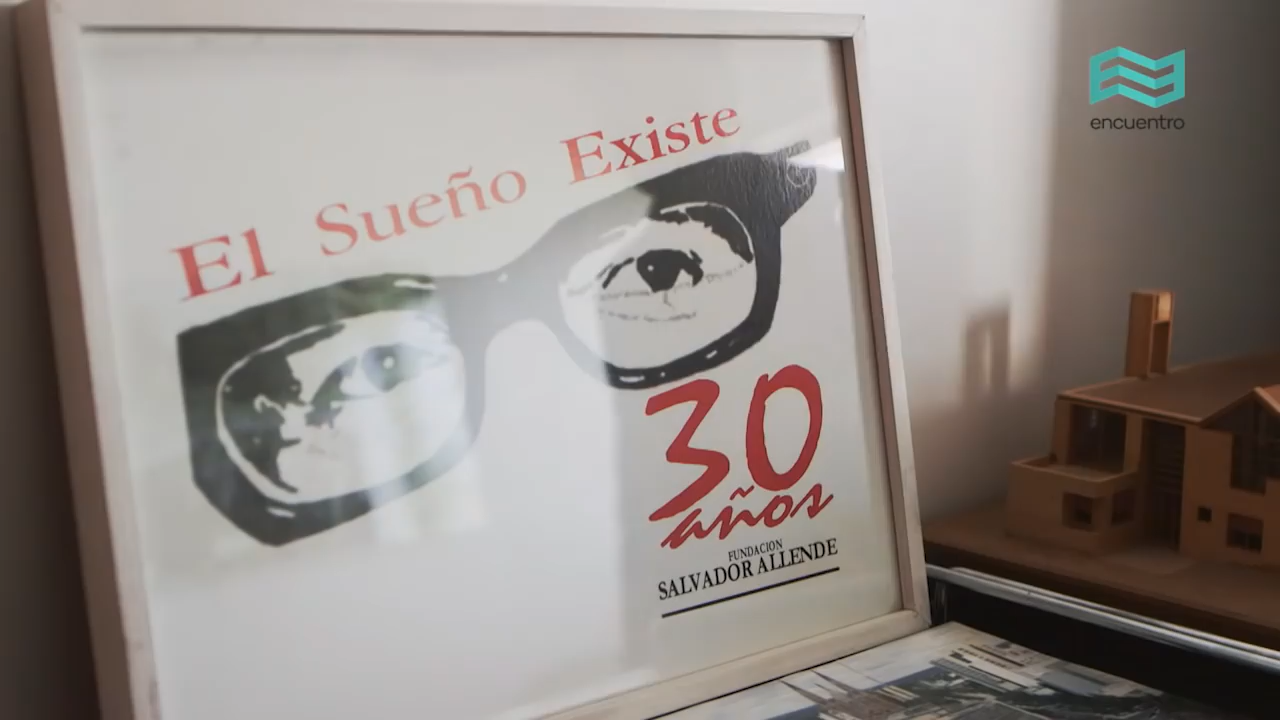 El Sueño Existe
30
años
FUNDACION
SALVADOR ALLENDE
encuentro